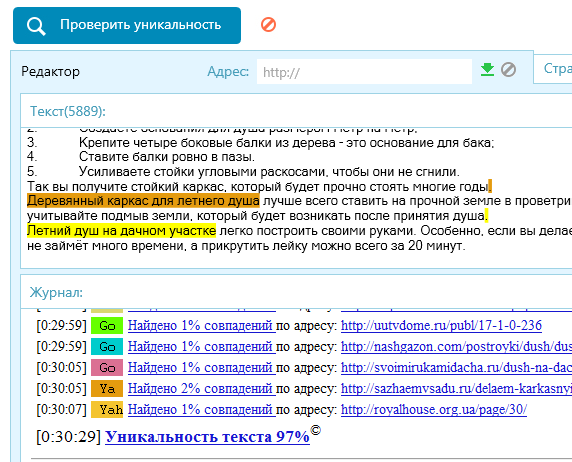 Проверить уникальность
Редактор
Адрес:
http://
Стра
Текст(5889):
2. Создаете основания для душа размером метр на метр;
3. Крепите четыре боковые балки из дерева - это основание для бака;
4. Ставите балки ровно в пазы.
5. Усиливаете стойки угловыми раскосами, чтобы они не сгнили.
Так вы получите стойкий каркас, который будет прочно стоять многие годы.
Деревянный каркас для летнего душа лучше всего ставить на прочной земле в проветри
учитывайте подмыв земли, который будет возникать после принятия душа.
Летний душ на дачном участке легко построить своими руками. Особенно, если вы делае
не займёт много времени, а прикрутить лейку можно всего за 20 минут.
Журнал:
[0:29:59] Go Найдено 1% совпадений по адресу: http://uutvdome.ru/publ/17-1-0-236
[0:29:59] Go Найдено 1% совпадений по адресу: http://nashgazon.com/postroyki/dush/dus
[0:30:05] Go Найдено 1% совпадений по адресу: http://svoimirukamidacha.ru/dush-na-dac
[0:30:05] Ya Найдено 2% совпадений по адресу: http://sazhaemvsadu.ru/delaem-karkasnyi
[0:30:07] Yah Найдено 1% совпадений по адресу: http://royalhouse.org.ua/page/30/
[0:30:29] Уникальность текста 97%©